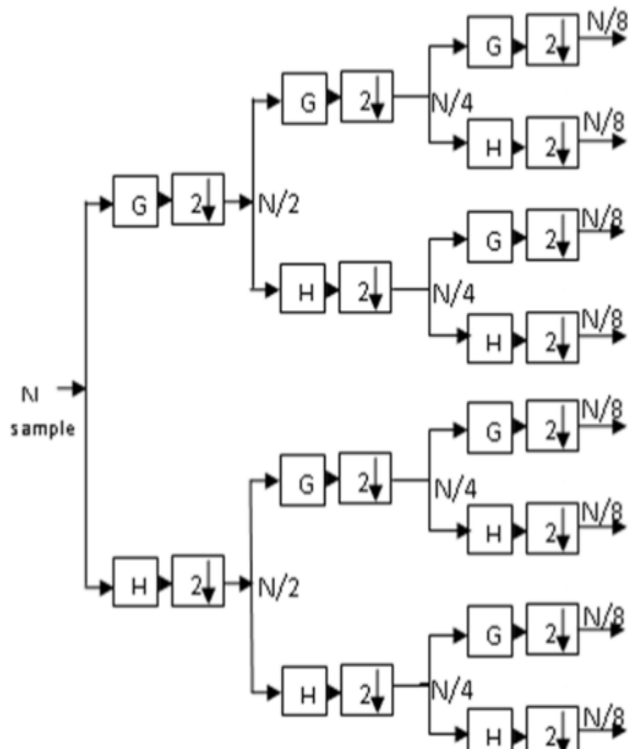 N/8
G 2↓
G 2↓ N/4 N/8
H 2↓
G 2↓ N/2 N/8
G 2↓
H 2↓ N/4 N/8
H 2↓
N
sample
N/8
G 2↓
G 2↓ N/4 N/8
H 2↓
H 2↓ N/2 N/8
G 2↓
H 2↓ N/4 N/8
H 2↓